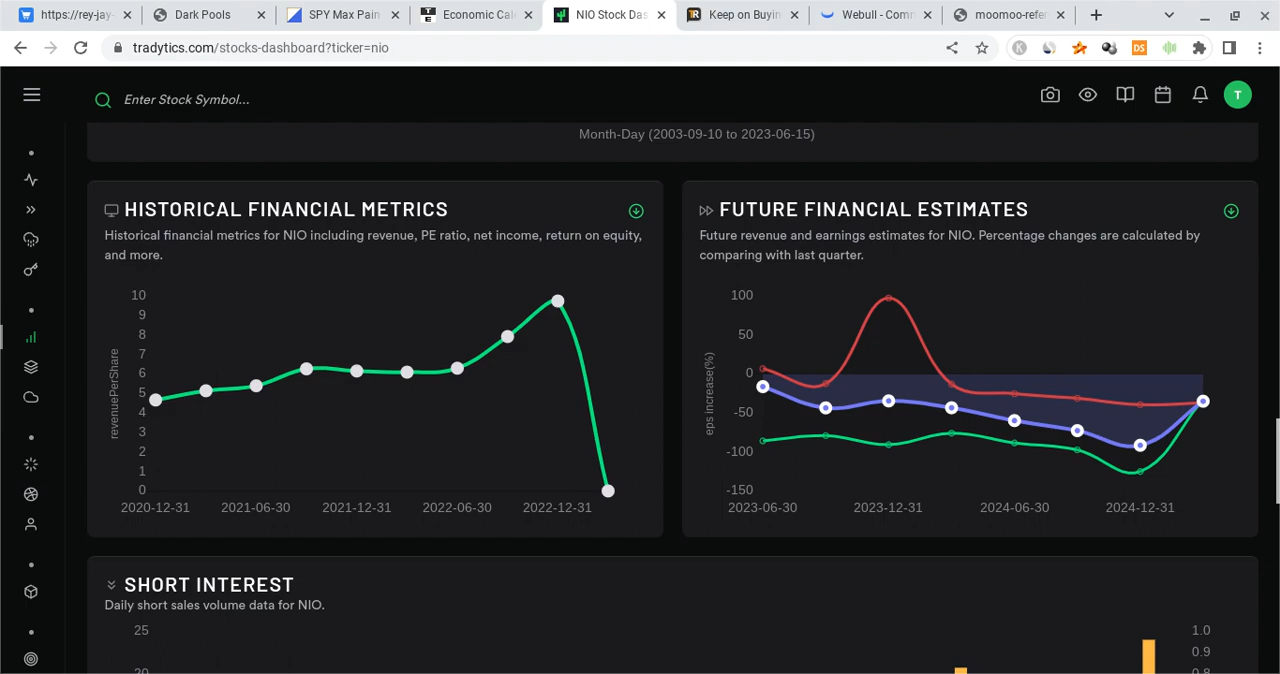 https://rey-jay-
Dark Pools
SPY Max Pain
Economic Cal
NIO Stock Das
Keep on Buyin
Webull - Comm
moomoo-refer
tradytics.com/stocks-dashboard?ticker=nio
K
DS
Enter Stock Symbol...
T
Month-Day (2003-09-10 to 2023-06-15)
HISTORICAL FINANCIAL METRICS
Historical financial metrics for NIO including revenue, PE ratio, net income, return on equity,
and more.
10
9
8
7
6
5
4
3
2
1
0
revenuePerShare
2020-12-31 2021-06-30 2021-12-31 2022-06-30 2022-12-31
FUTURE FINANCIAL ESTIMATES
Future revenue and earnings estimates for NIO. Percentage changes are calculated by
comparing with last quarter.
100
50
0
-50
-100
-150
eps increase(%)
2023-06-30 2023-12-31 2024-06-30 2024-12-31
SHORT INTEREST
Daily short sales volume data for NIO.
25
20
1.0
0.9
0.8